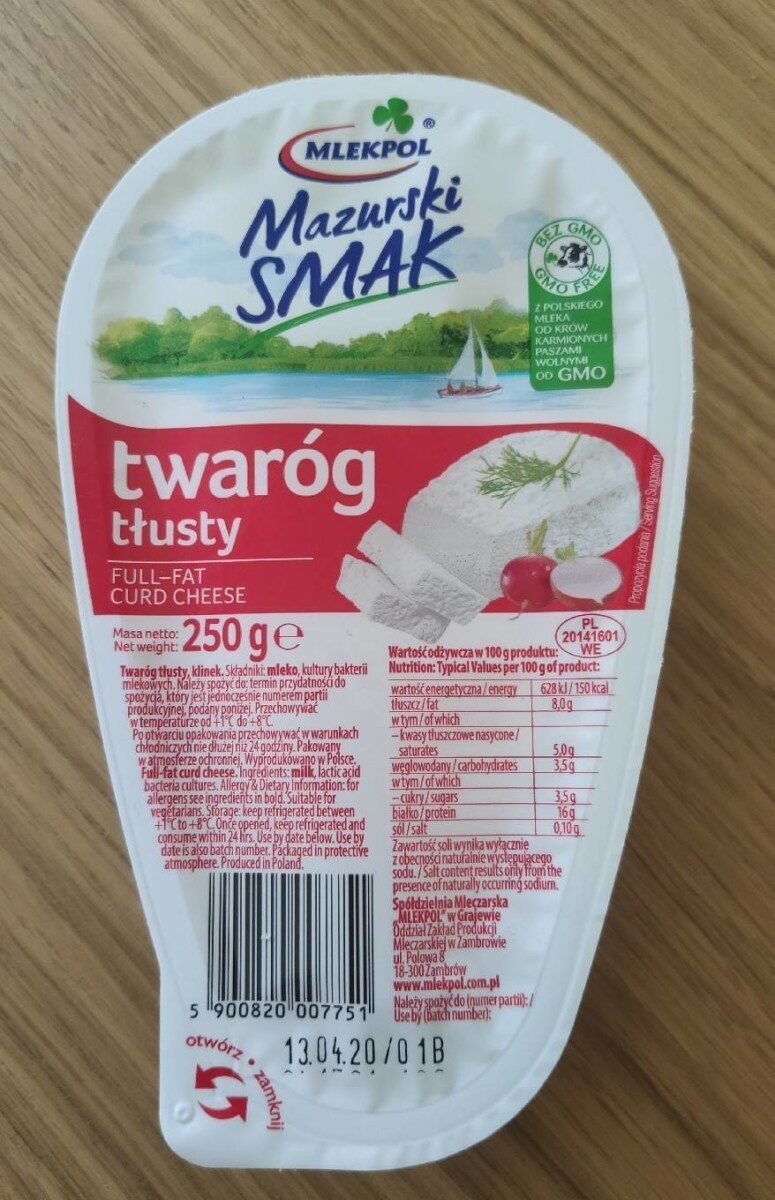 MLEKPOL®
Mazurski
SMAK
BEZ GMO
GMO FREE
Z POLSKIEGO
MLEKA
OD KRÓW
KARMIONYCH
PASZAMI
WOLNYMI
OD GMO
twaróg
tłusty
FULL–FAT
CURD CHEESE
Propozycja podania / Serving Suggestion
Masa netto:
Net weight: 250 g e
PL
20141601
WE
Twaróg tłusty, klinek. Składniki: mleko, kultury bakterii
mlekowych. Należy spożyć do: termin przydatności do
spożycia, który jest jednocześnie numerem partii
produkcyjnej, podany poniżej. Przechowywać
w temperaturze od +1°C do +8°C.
Po otwarciu opakowania przechowywać w warunkach
chłodniczych nie dłużej niż 24 godziny. Pakowany
w atmosferze ochronnej. Wyprodukowano w Polsce.
Full-fat curd cheese. Ingredients: milk, lactic acid
bacteria cultures. Allergy & Dietary Information: for
allergens see ingredients in bold. Suitable for
vegetarians. Storage: keep refrigerated between
+1°C to +8°C. Once opened, keep refrigerated and
consume within 24 hrs. Use by date below. Use by
date is also batch number. Packaged in protective
atmosphere. Produced in Poland.
Wartość odżywcza w 100 g produktu:
Nutrition: Typical Values per 100 g of product:
wartość energetyczna / energy 628 kJ / 150 kcal
tłuszcz / fat 8,0 g
w tym / of which
– kwasy tłuszczowe nasycone /
saturates 5,0 g
węglowodany / carbohydrates 3,5 g
w tym / of which
– cukry / sugars 3,5 g
białko / protein 16 g
sól / salt 0,10 g
Zawartość soli wynika wyłącznie
z obecności naturalnie występującego
sodu. / Salt content results only from the
presence of naturally occurring sodium.
Spółdzielnia Mleczarska
"MLEKPOL" w Grajewie
Oddział Zakład Produkcji
Mleczarskiej w Zambrowie
ul. Polowa 8
18-300 Zambrów
www.mlekpol.com.pl
Należy spożyć do (numer partii): /
Use by (batch number):
5 900820 007751
13.04.20/01B
otwórz • zamknij